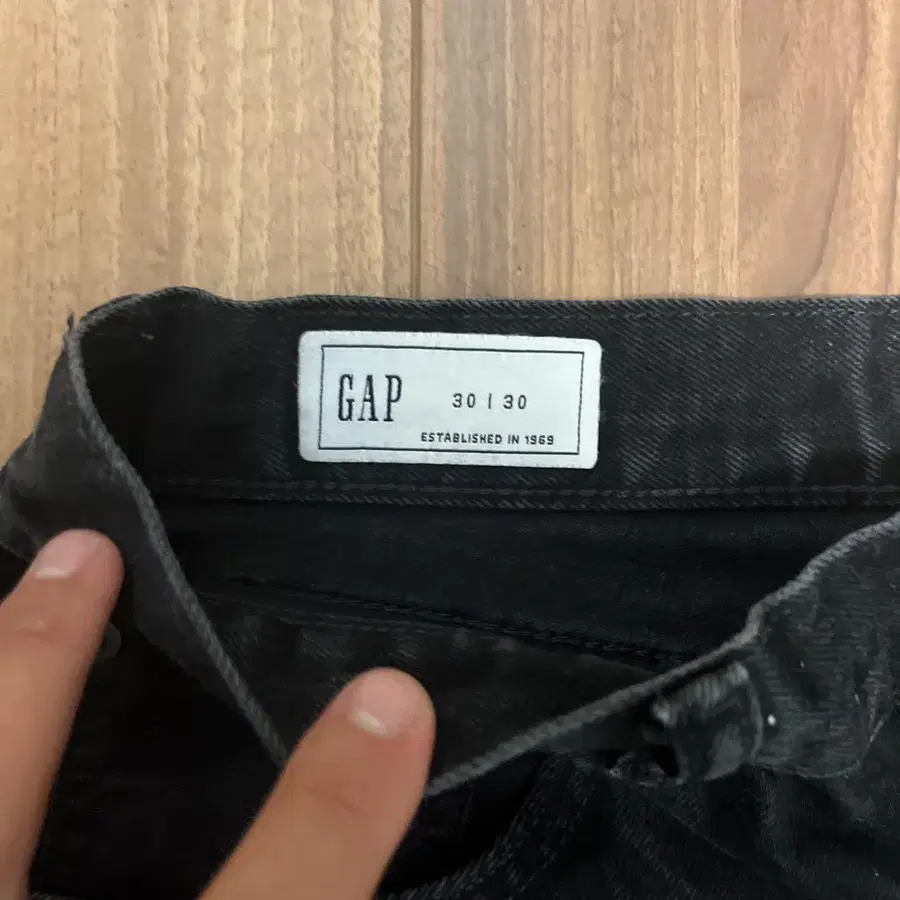 GAP
30 | 30
ESTABLISHED IN 1969